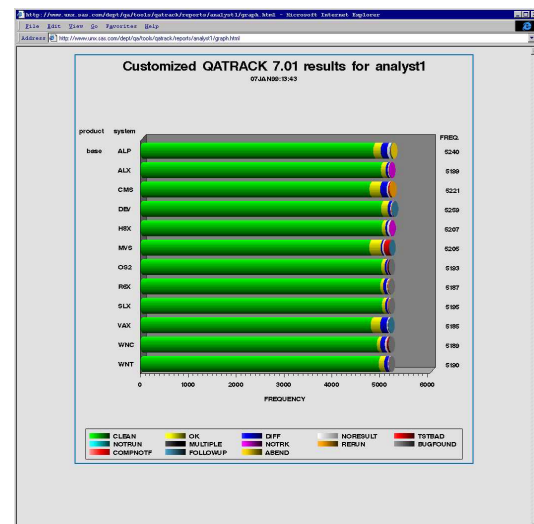 http://www.unx.sas.com/dept/qa/tools/qatrack/reports/analyst1/graph.html - Microsoft Internet Explorer
File Edit View Go Favorites Help
Address http://www.unx.sas.com/dept/qa/tools/qatrack/reports/analyst1/graph.html
Customized QATRACK 7.01 results for analyst1
07JAN99:13:43
product system FREQ.
base ALP 5240
ALX 5199
CMS 5221
DEV 5259
H8X 5207
MVS 5205
OS2 5193
R6X 5187
SLX 5195
VAX 5185
WNC 5189
WNT 5190
0 1000 2000 3000 4000 5000 6000
FREQUENCY
CLEAN OK DIFF NORESULT TSTBAD
NOTRUN MULTIPLE NOTRK RERUN BUGFOUND
COMPNOTF FOLLOWUP ABEND